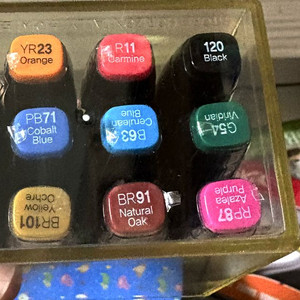 YR23
Orange
R11
Carmine
120
Black
PB71
Cobalt
Blue
B63
Cerulean
Blue
G54
Viridian
BR101
Yellow
Ochre
BR91
Natural
Oak
RP87
Azalea
Purple